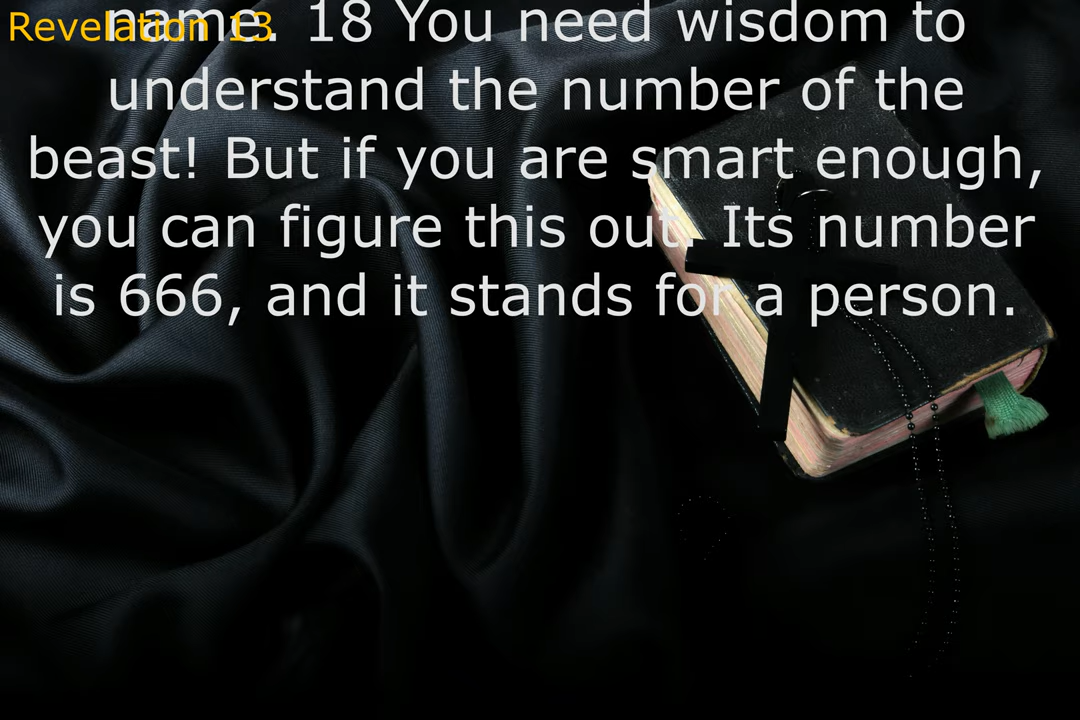 Revelation 13
name. 18 You need wisdom to
understand the number of the
beast! But if you are smart enough,
you can figure this out. Its number
is 666, and it stands for a person.